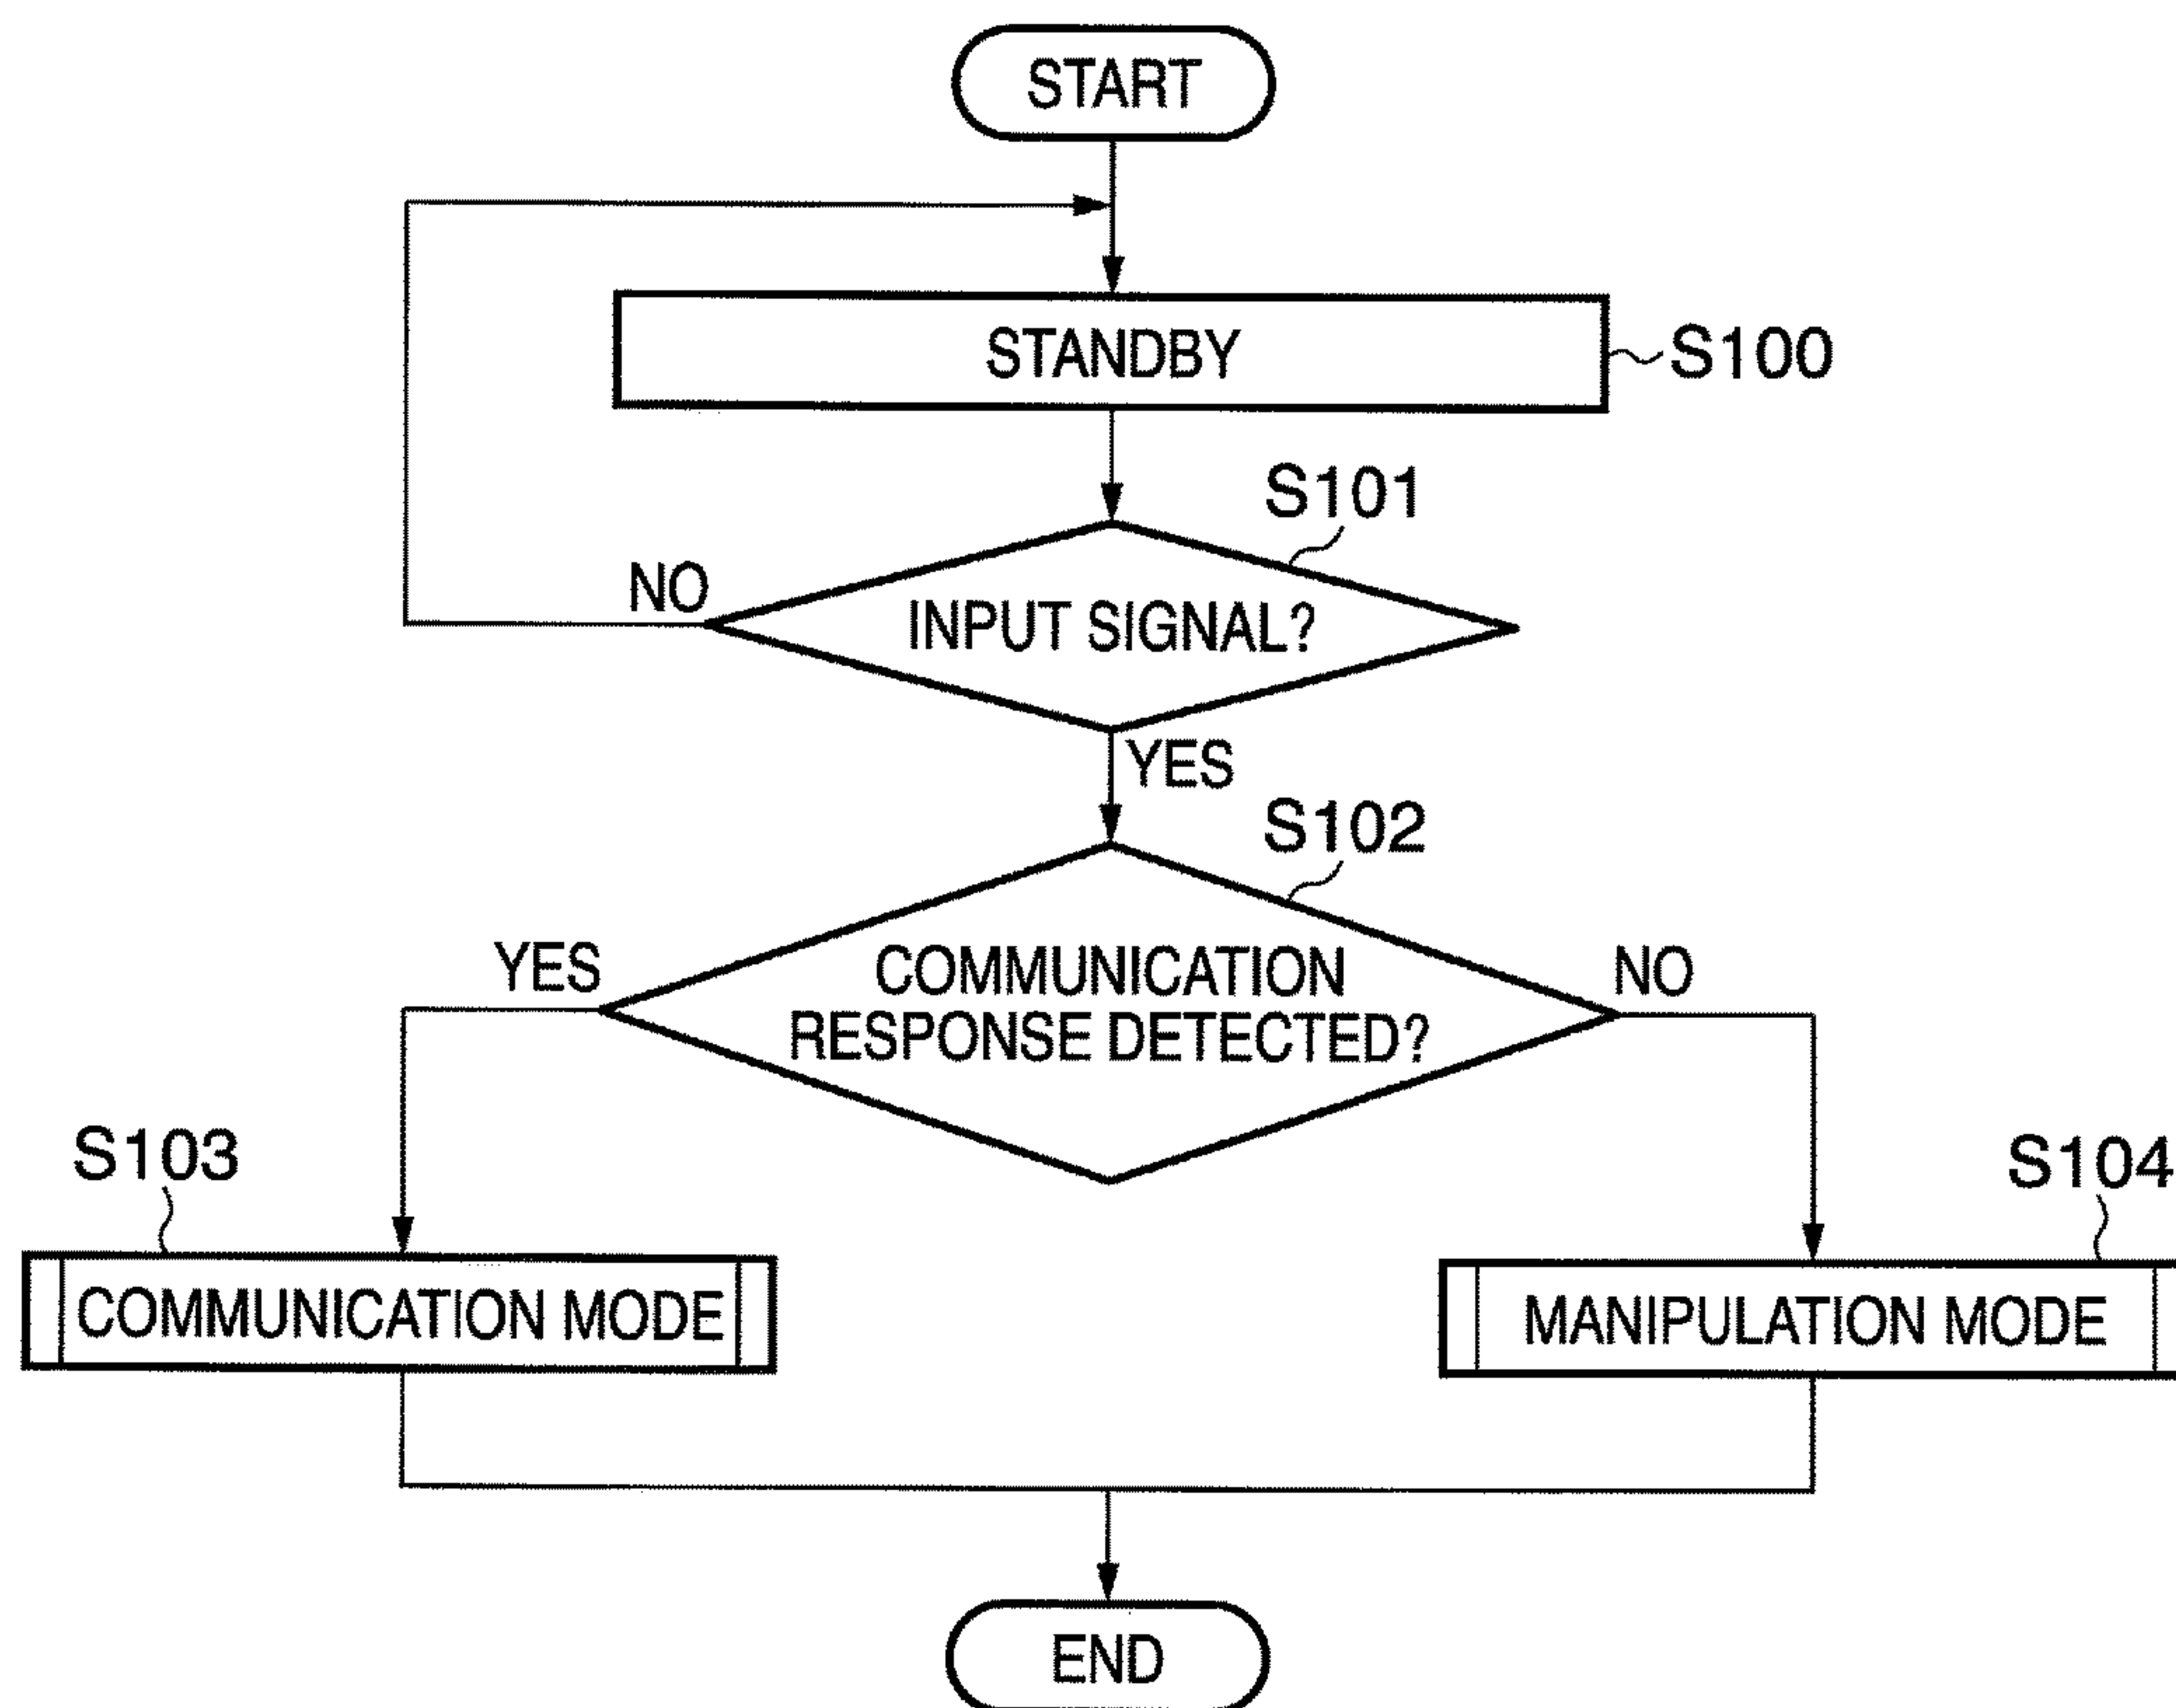 START
STANDBY
S100
S101
NO
INPUT SIGNAL?
YES
S102
YES
COMMUNICATION
RESPONSE DETECTED?
NO
S103
S104
COMMUNICATION MODE
MANIPULATION MODE
END